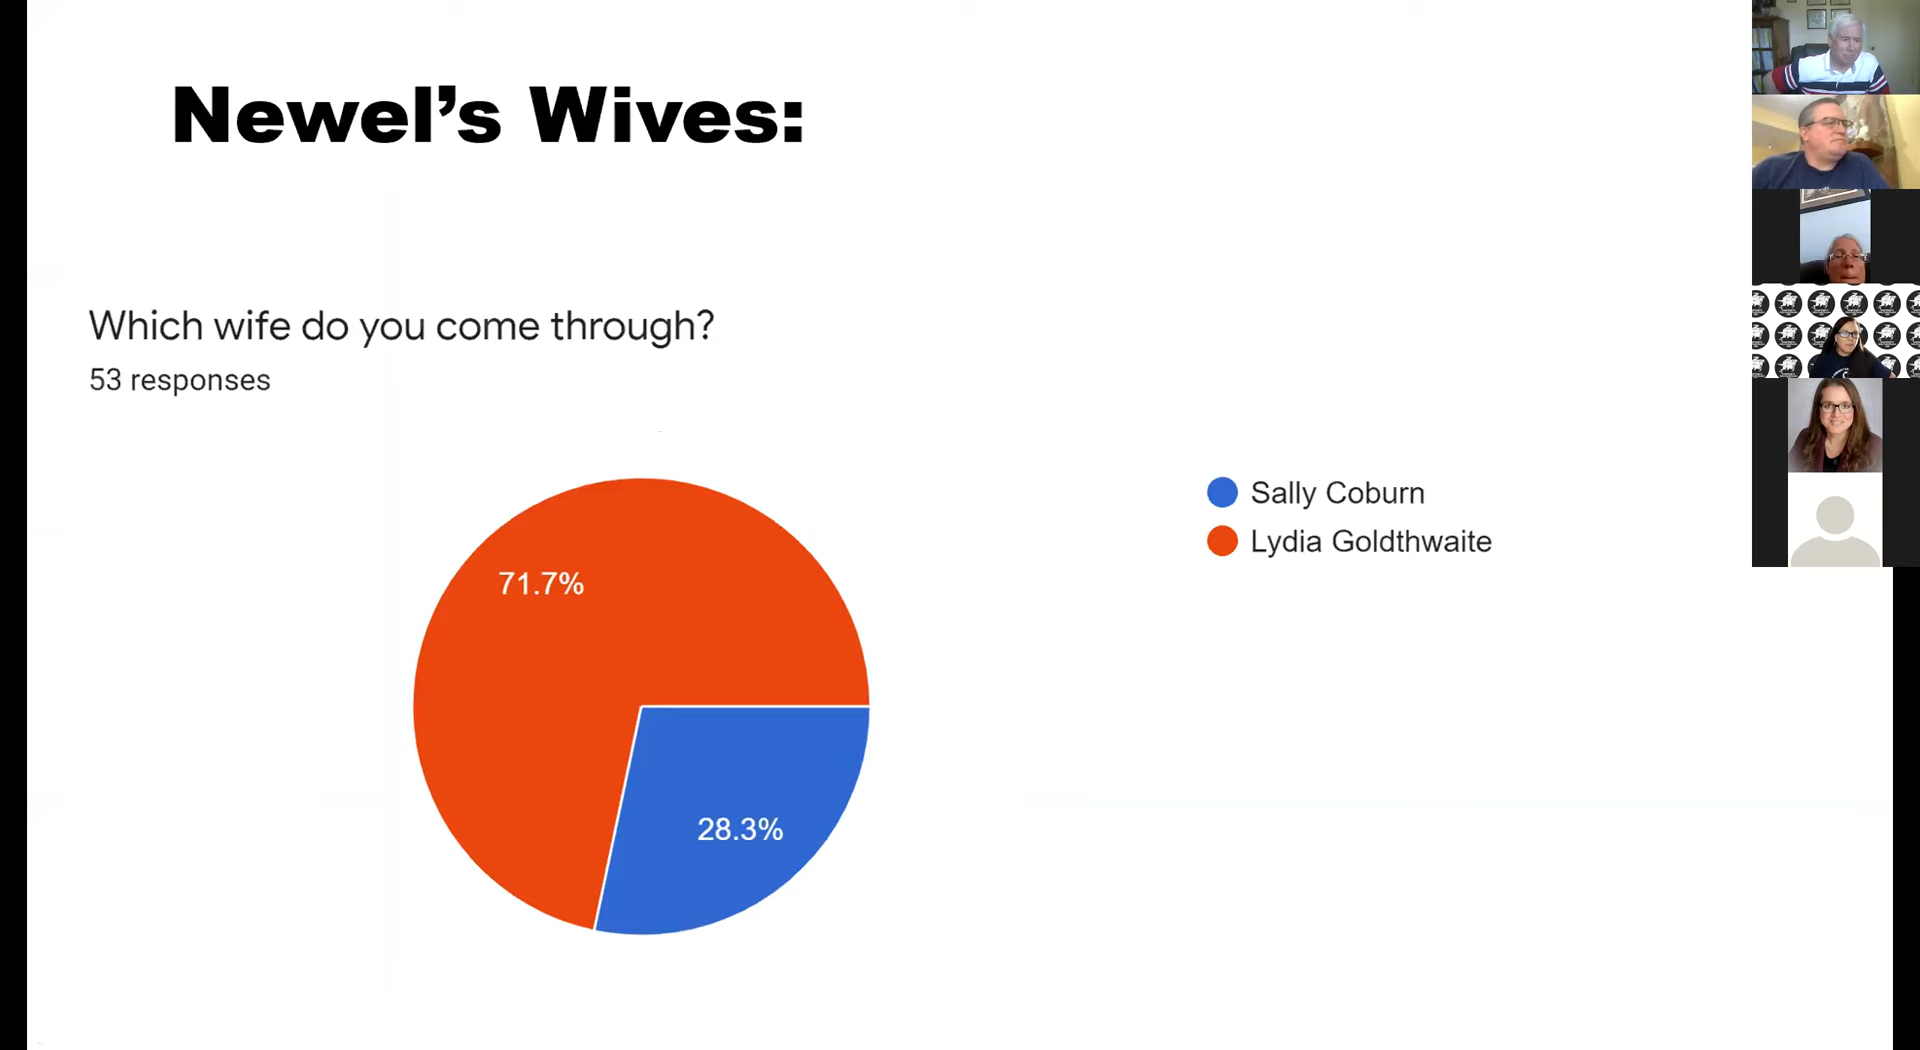 Newel’s Wives:
Which wife do you come through?
53 responses
Sally Coburn
Lydia Goldthwaite
71.7%
28.3%